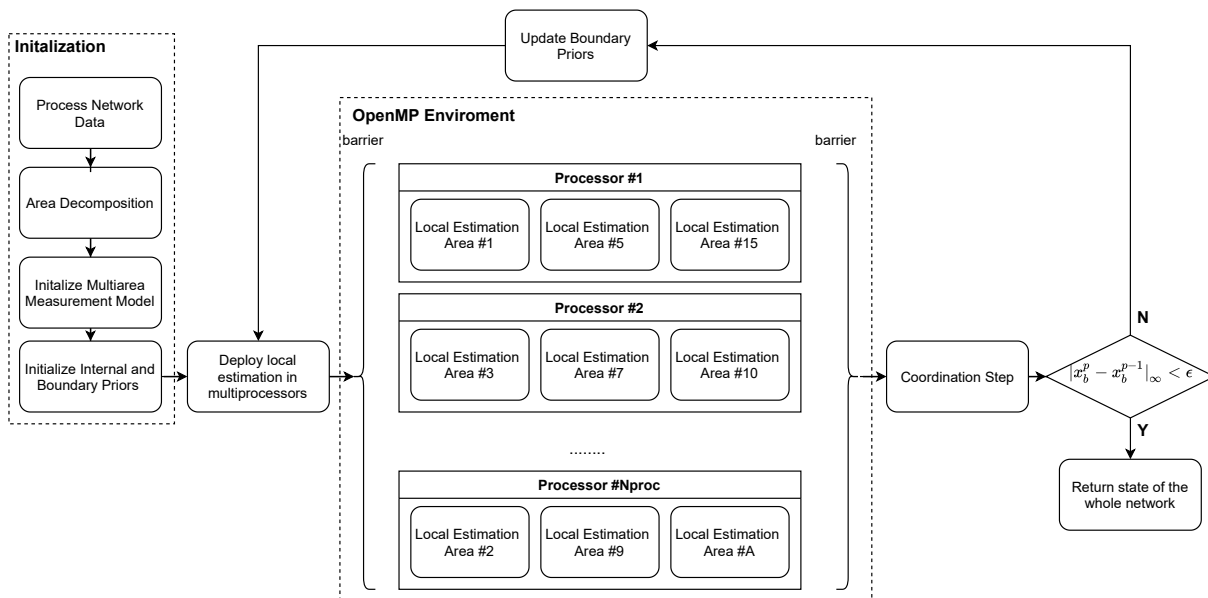 Initalization
Process Network
Data
Area Decomposition
Initalize Multiarea
Measurement Model
Initialize Internal and
Boundary Priors
Update Boundary
Priors
Deploy local
estimation in
multiprocessors
OpenMP Enviroment
barrier
barrier
Processor #1
Local Estimation
Area #1
Local Estimation
Area #5
Local Estimation
Area #15
Processor #2
Local Estimation
Area #3
Local Estimation
Area #7
Local Estimation
Area #10
........
Processor #Nproc
Local Estimation
Area #2
Local Estimation
Area #9
Local Estimation
Area #A
Coordination Step
N
$|x_b^p - x_b^{p-1}|_\infty < \epsilon$
Y
Return state of the
whole network